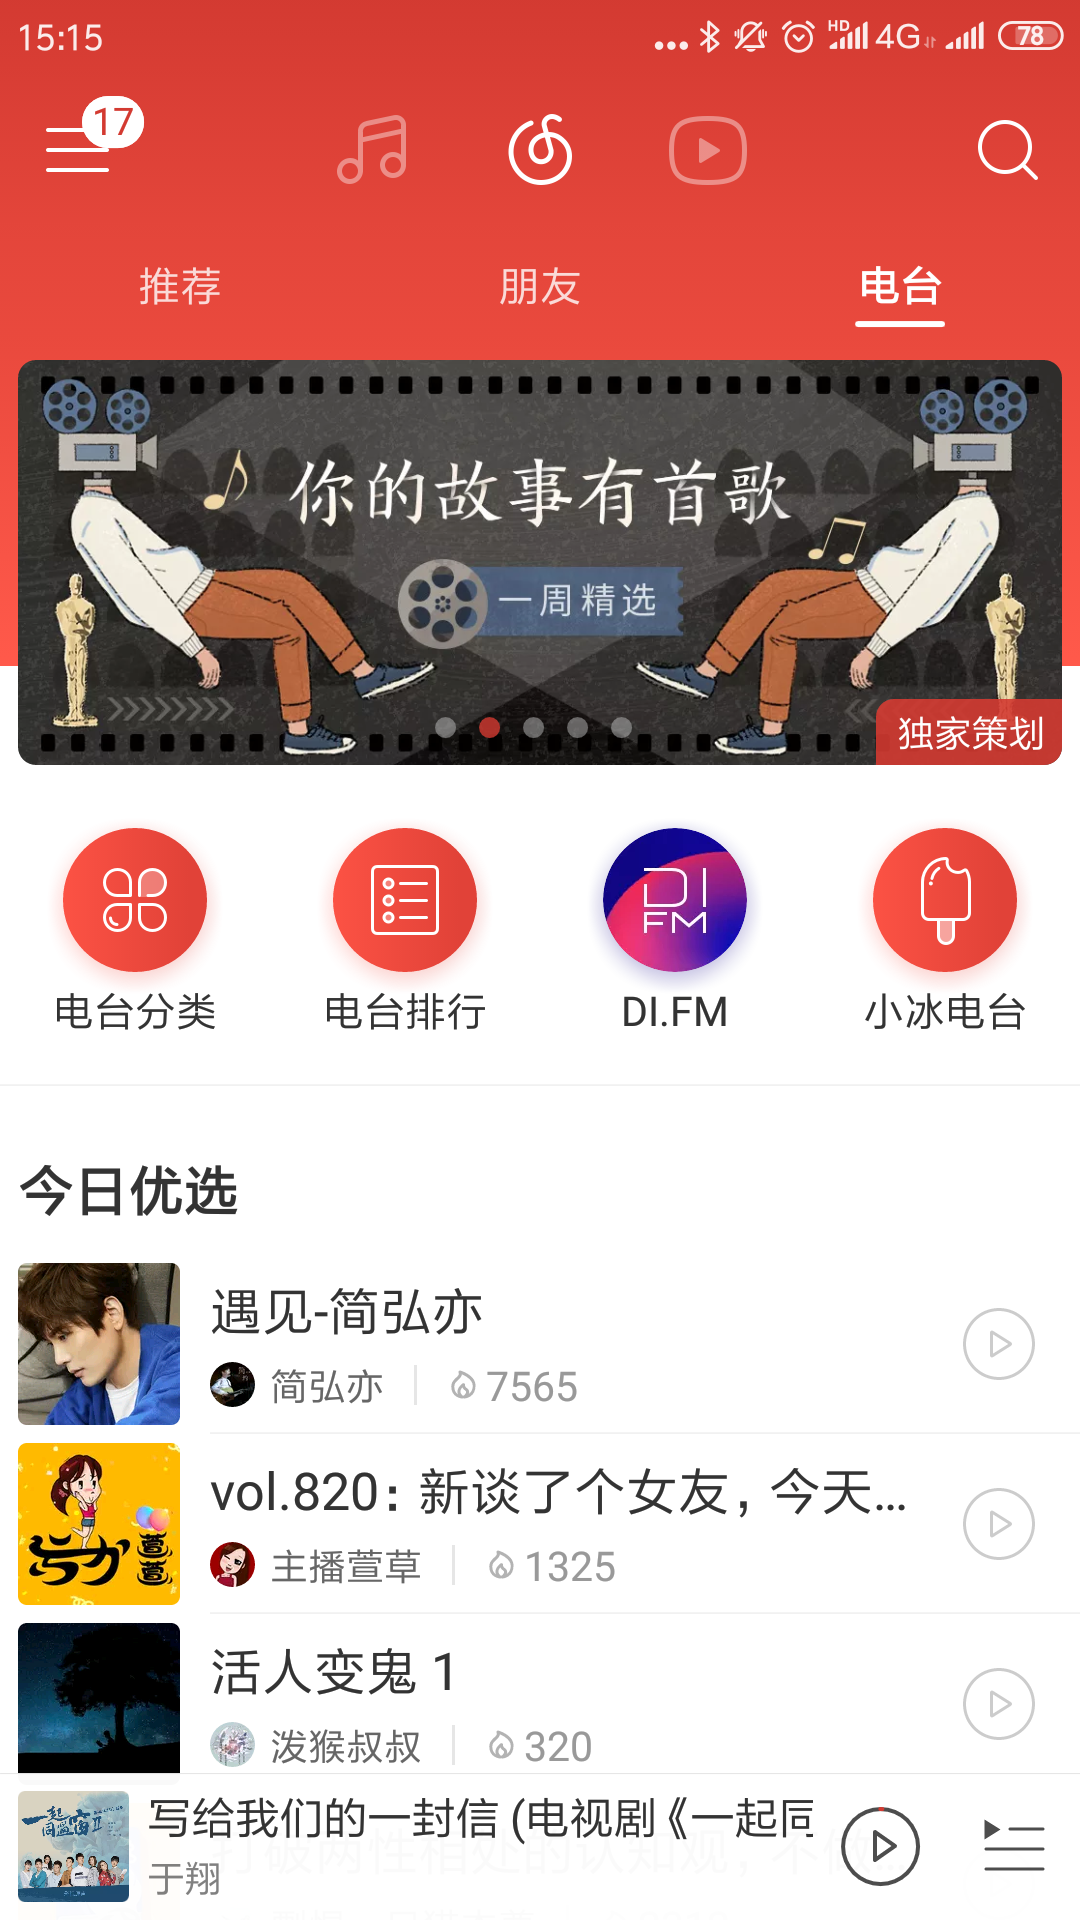 15:15
HD 4G 78
17
推荐
朋友
电台
你的故事有首歌
一周精选
独家策划
DI FM
电台分类
电台排行
DI.FM
小冰电台
今日优选
遇见-简弘亦
简弘亦
7565
vol.820：新谈了个女友，今天...
主播萱草
1325
活人变鬼 1
泼猴叔叔
320
写给我们的一封信 (电视剧《一起同
于翔